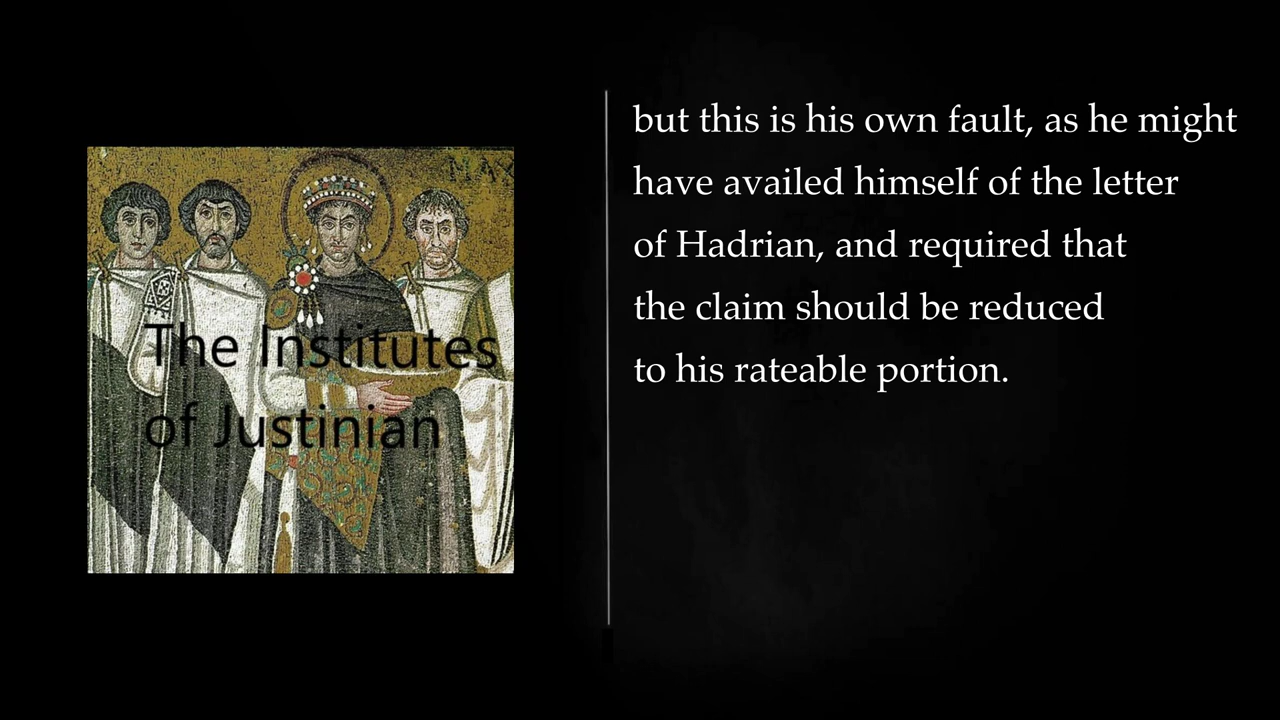 MAX
The Institutes
of Justinian
but this is his own fault, as he might
have availed himself of the letter
of Hadrian, and required that
the claim should be reduced
to his rateable portion.